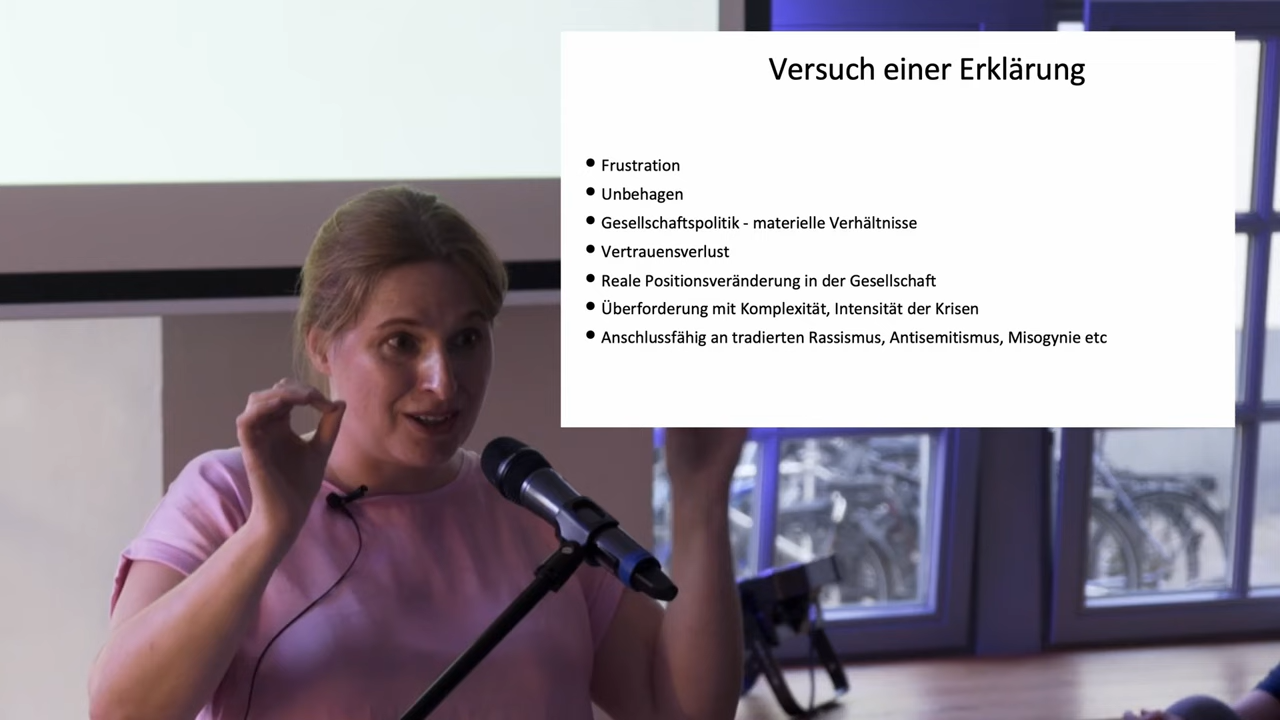 Versuch einer Erklärung
• Frustration
• Unbehagen
• Gesellschaftspolitik - materielle Verhältnisse
• Vertrauensverlust
• Reale Positionsveränderung in der Gesellschaft
• Überforderung mit Komplexität, Intensität der Krisen
• Anschlussfähig an tradierten Rassismus, Antisemitismus, Misogynie etc